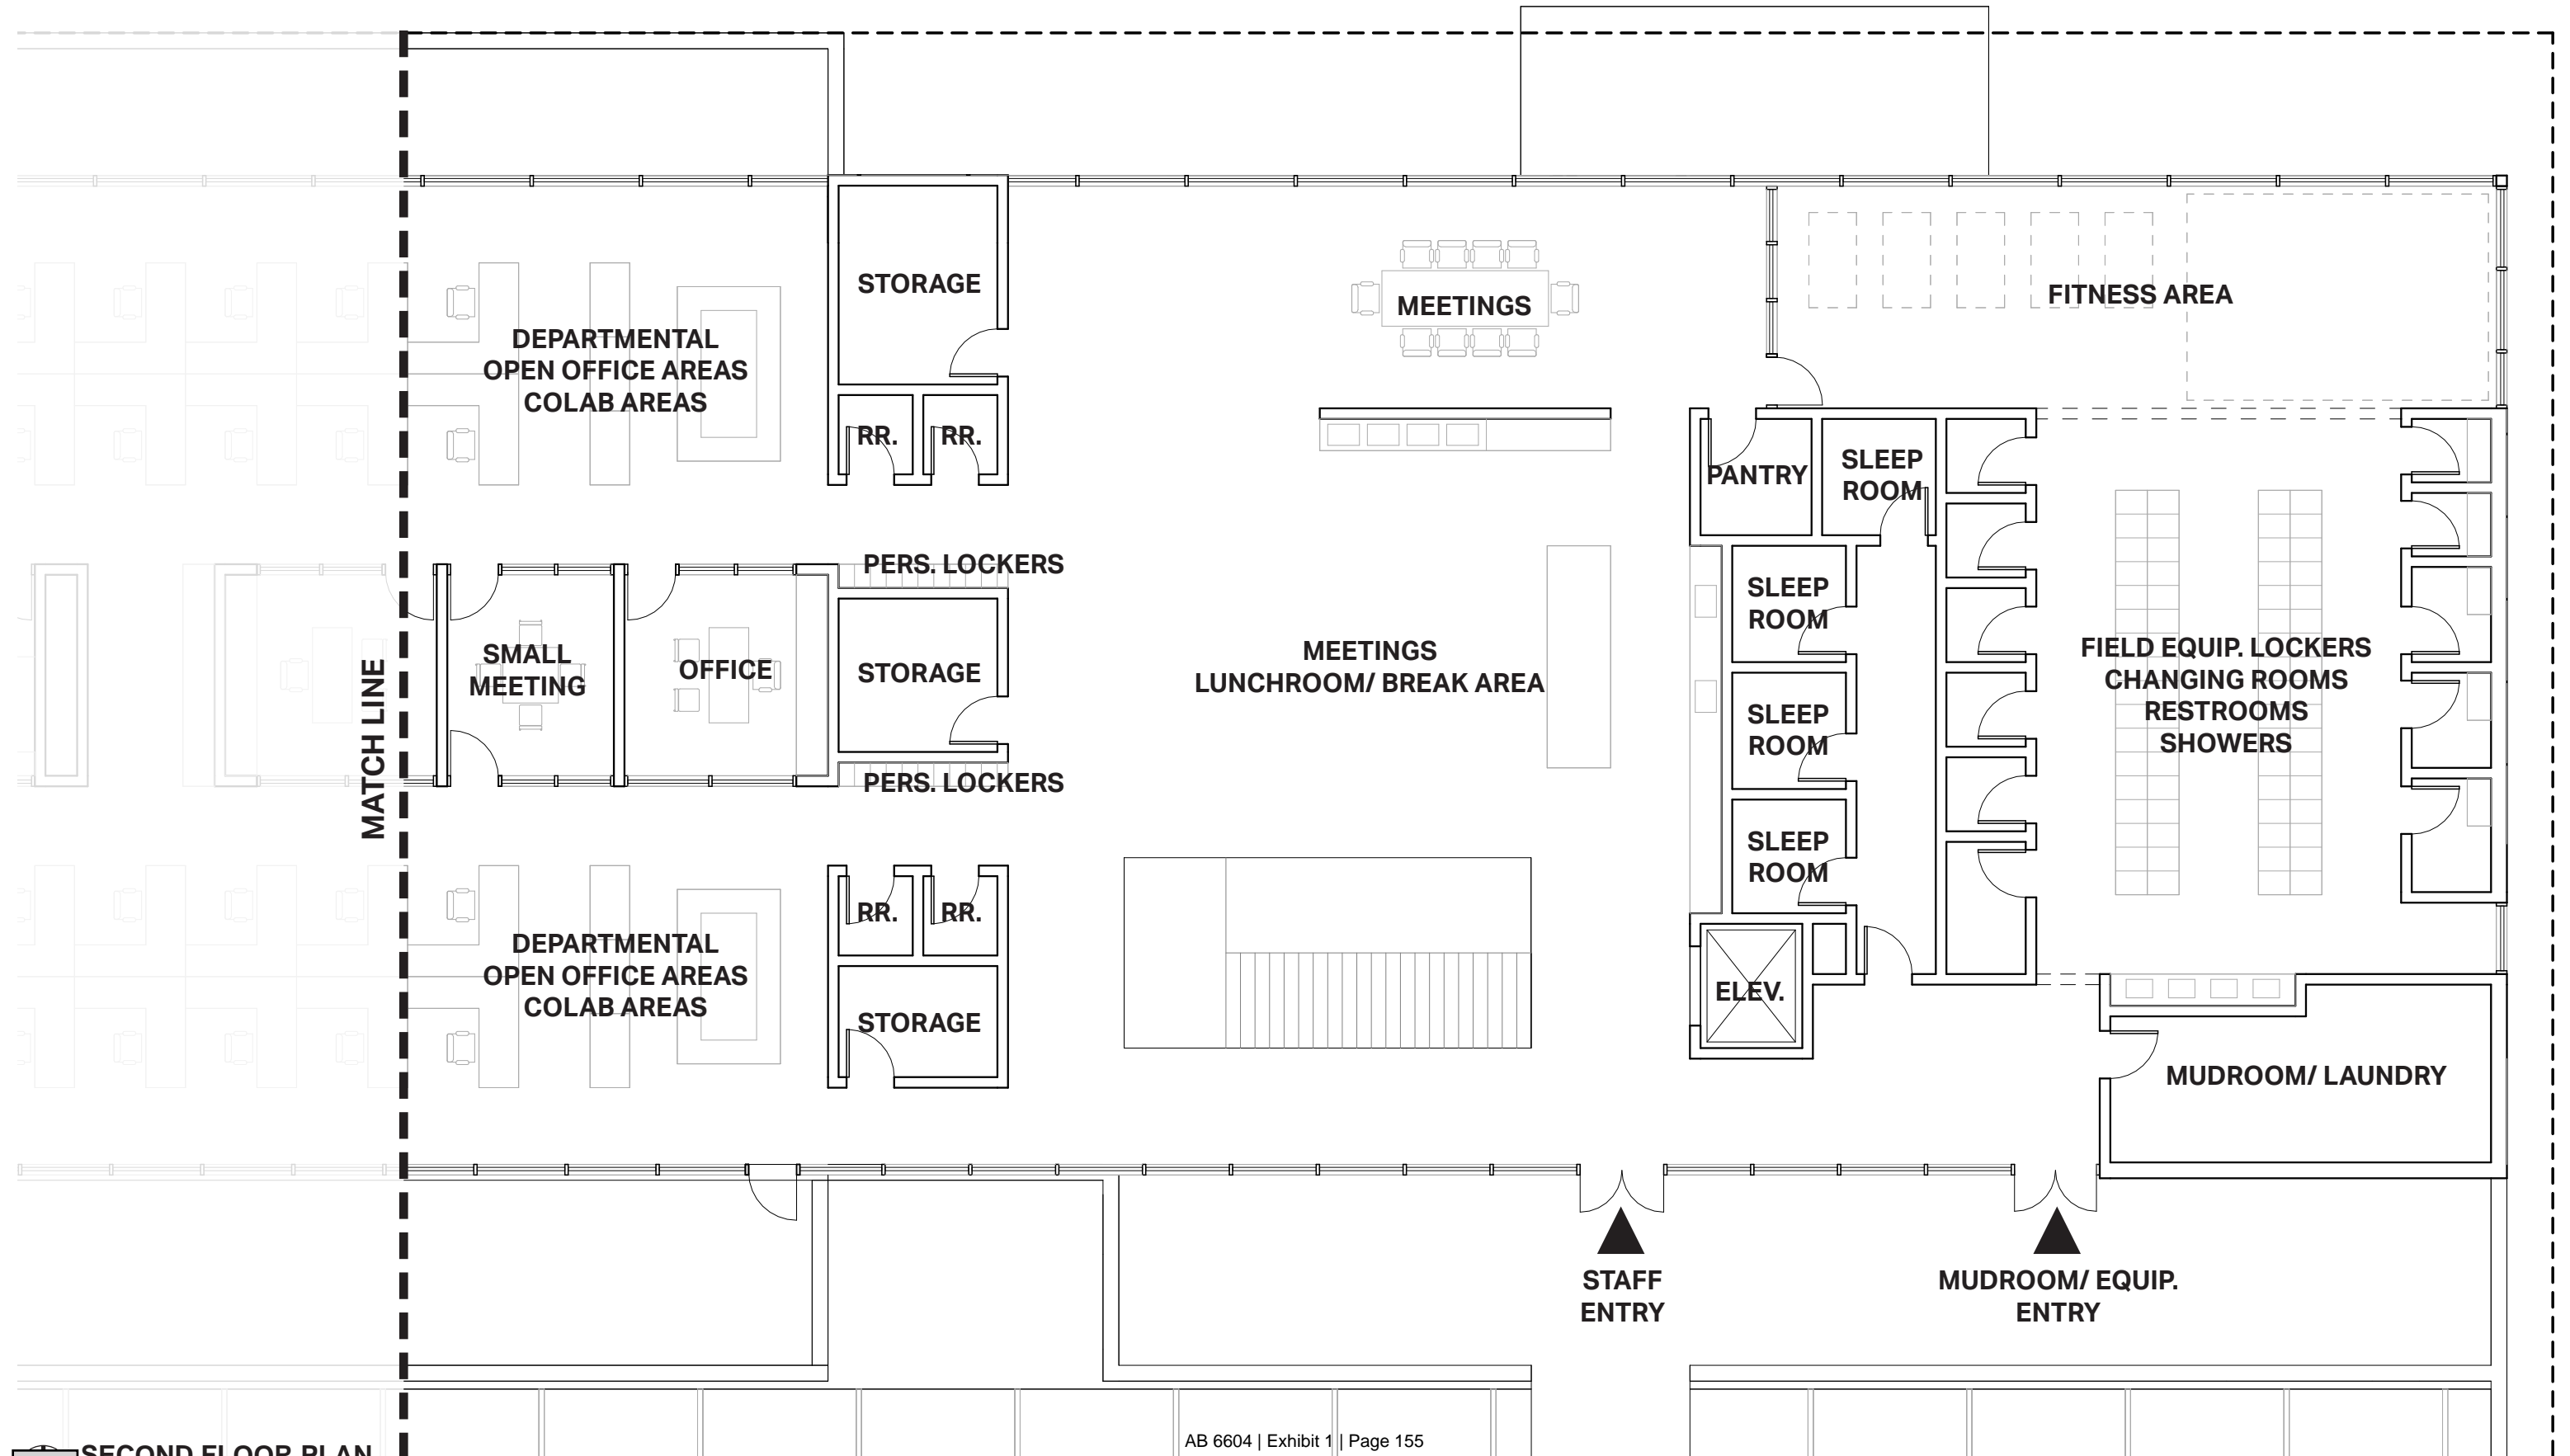 STORAGE
MEETINGS
FITNESS AREA
DEPARTMENTAL
OPEN OFFICE AREAS
COLAB AREAS
RR.
RR.
PANTRY
SLEEP
ROOM
PERS. LOCKERS
SLEEP
ROOM
SMALL
MEETING
OFFICE
STORAGE
MEETINGS
LUNCHROOM/ BREAK AREA
FIELD EQUIP. LOCKERS
CHANGING ROOMS
RESTROOMS
SHOWERS
MATCH LINE
SLEEP
ROOM
PERS. LOCKERS
SLEEP
ROOM
RR.
RR.
DEPARTMENTAL
OPEN OFFICE AREAS
COLAB AREAS
ELEV.
STORAGE
MUDROOM/ LAUNDRY
STAFF
ENTRY
MUDROOM/ EQUIP.
ENTRY
SECOND FLOOR PLAN
AB 6604 | Exhibit 1 | Page 155